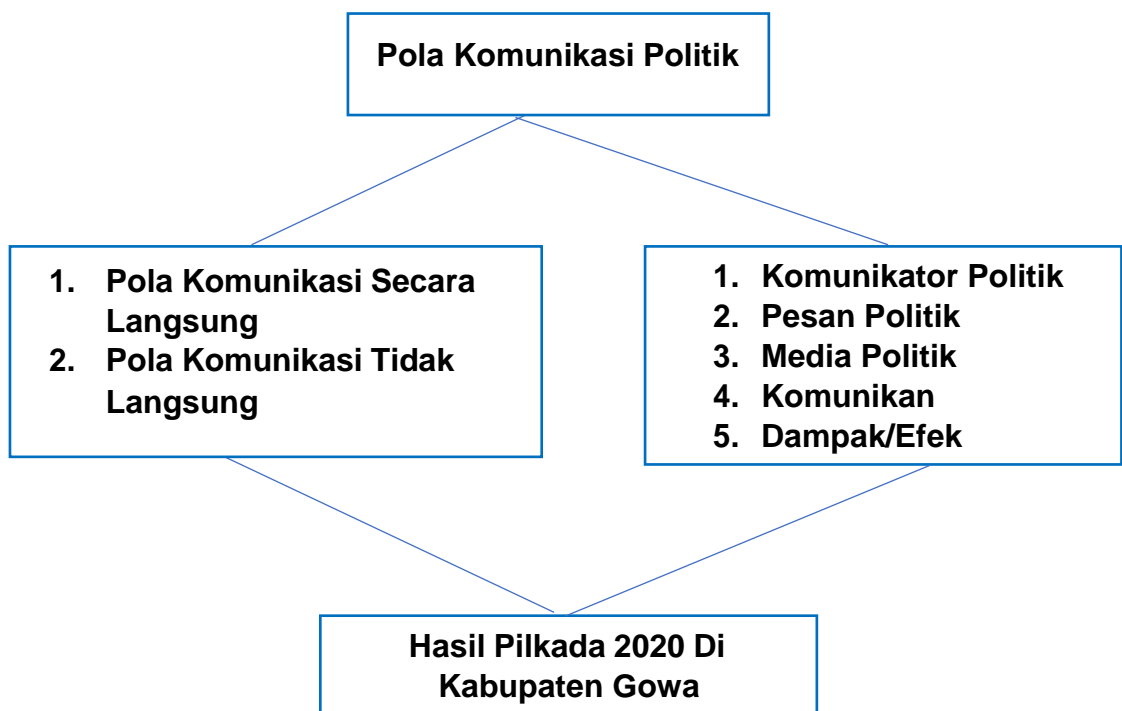 Pola Komunikasi Politik
1. Pola Komunikasi Secara
Langsung
2. Pola Komunikasi Tidak
Langsung
1. Komunikator Politik
2. Pesan Politik
3. Media Politik
4. Komunikan
5. Dampak/Efek
Hasil Pilkada 2020 Di
Kabupaten Gowa